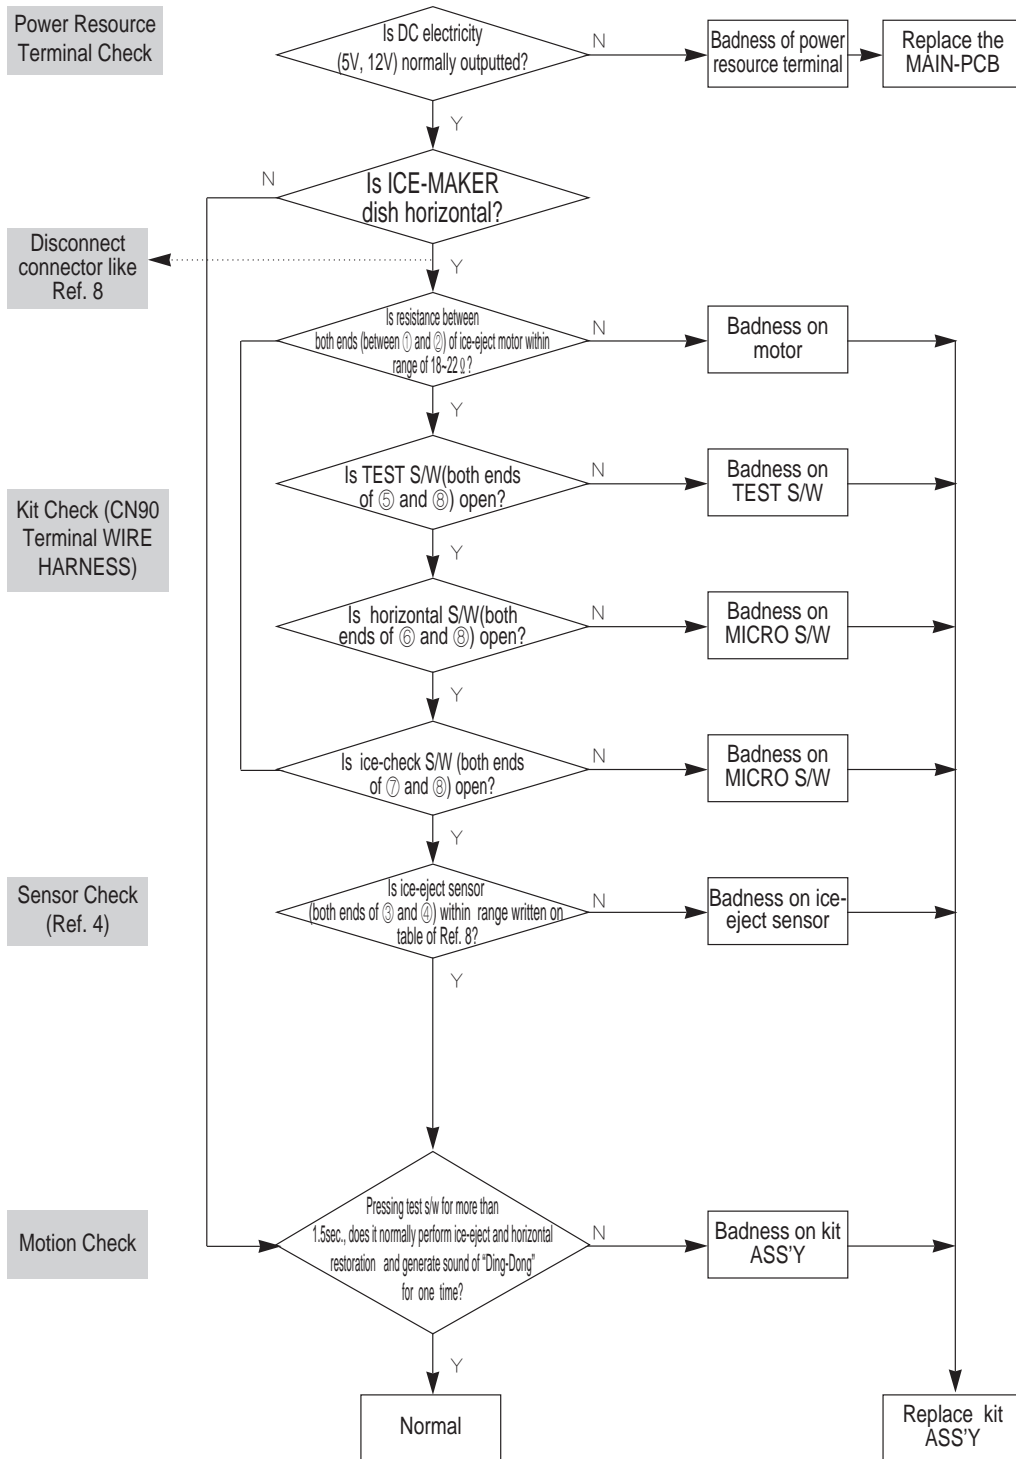 Power Resource
Terminal Check
Is DC electricity
(5V, 12V) normally outputted?
N
Badness of power
resource terminal
Replace the
MAIN-PCB
Y
N
Is ICE-MAKER
dish horizontal?
Disconnect
connector like
Ref. 8
Y
Is resistance between
both ends (between ① and ②) of ice-eject motor within
range of 18~22 Ω?
N
Badness on
motor
Y
Kit Check (CN90
Terminal WIRE
HARNESS)
Is TEST S/W(both ends
of ⑤ and ⑧) open?
N
Badness on
TEST S/W
Y
Is horizontal S/W(both
ends of ⑥ and ⑧) open?
N
Badness on
MICRO S/W
Y
Is ice-check S/W (both ends
of ⑦ and ⑧) open?
N
Badness on
MICRO S/W
Y
Sensor Check
(Ref. 4)
Is ice-eject sensor
(both ends of ③ and ④) within range written on
table of Ref. 8?
N
Badness on ice-
eject sensor
Y
Motion Check
Pressing test s/w for more than
1.5sec., does it normally perform ice-eject and horizontal
restoration and generate sound of “Ding-Dong”
for one time?
N
Badness on kit
ASS'Y
Y
Normal
Replace kit
ASS'Y